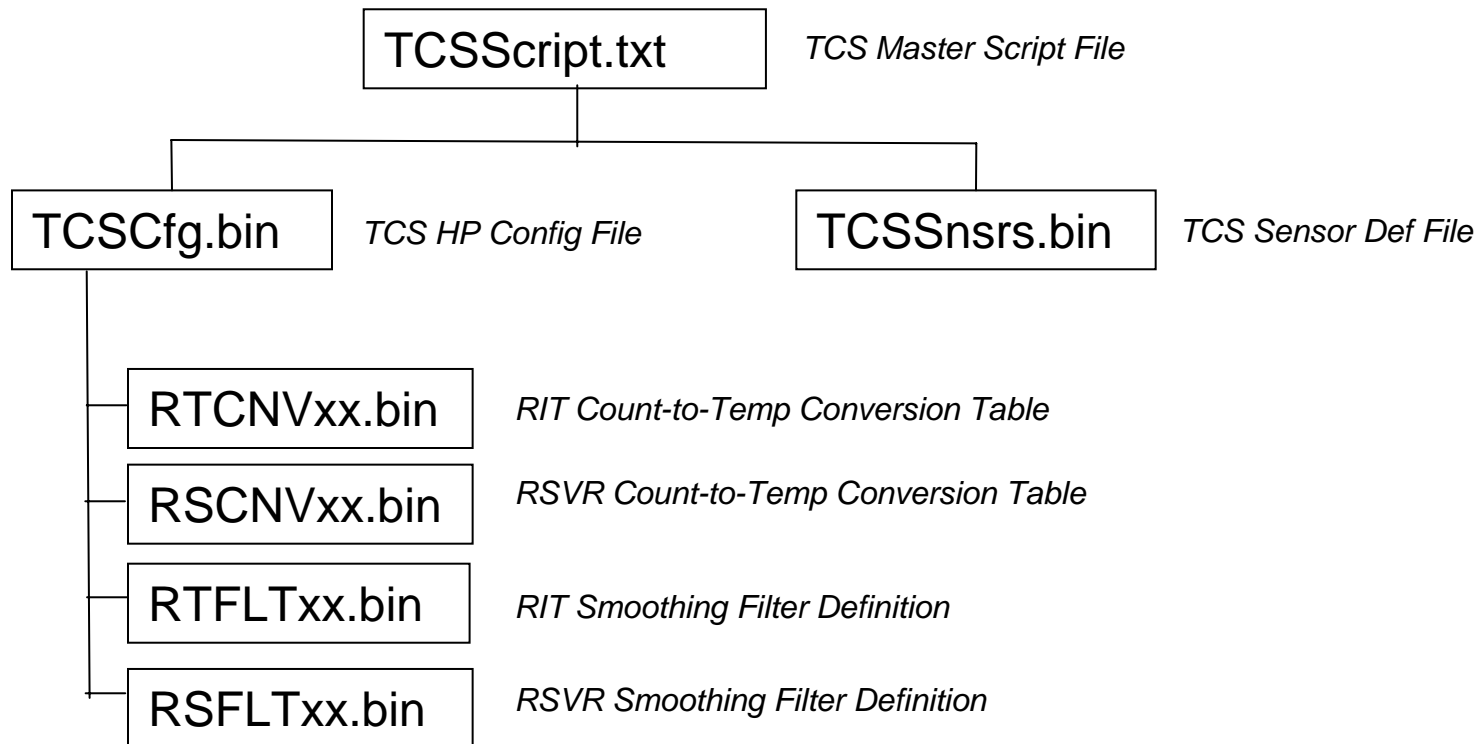 TCSScript.txt
TCS Master Script File
TCSCfg.bin
TCS HP Config File
TCSSnsrs.bin
TCS Sensor Def File
RTCNVxx.bin
RIT Count-to-Temp Conversion Table
RSCNVxx.bin
RSVR Count-to-Temp Conversion Table
RTFLTxx.bin
RIT Smoothing Filter Definition
RSFLTxx.bin
RSVR Smoothing Filter Definition